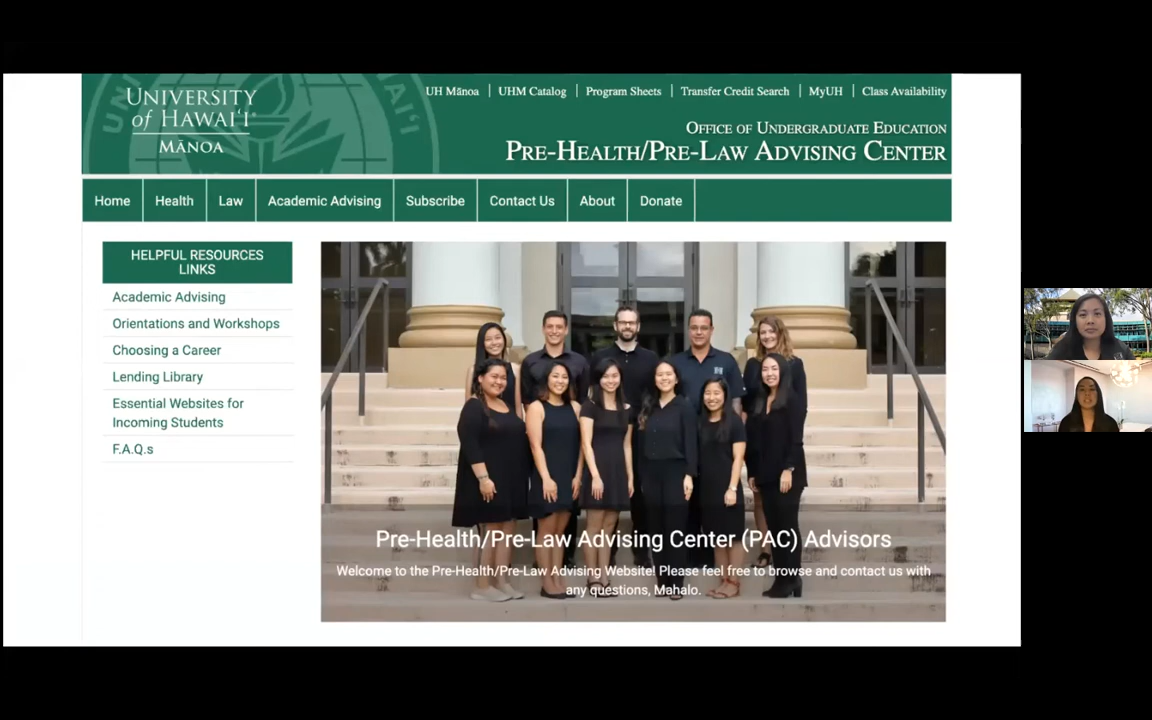 UNIVERSITY
of HAWAIʻI®
MĀNOA
UH Mānoa | UHM Catalog | Program Sheets | Transfer Credit Search | MyUH | Class Availability
OFFICE OF UNDERGRADUATE EDUCATION
PRE-HEALTH/PRE-LAW ADVISING CENTER
Home Health Law Academic Advising Subscribe Contact Us About Donate
HELPFUL RESOURCES
LINKS
Academic Advising
Orientations and Workshops
Choosing a Career
Lending Library
Essential Websites for
Incoming Students
F.A.Q.s
Pre-Health/Pre-Law Advising Center (PAC) Advisors
Welcome to the Pre-Health/Pre-Law Advising Website! Please feel free to browse and contact us with
any questions, Mahalo.